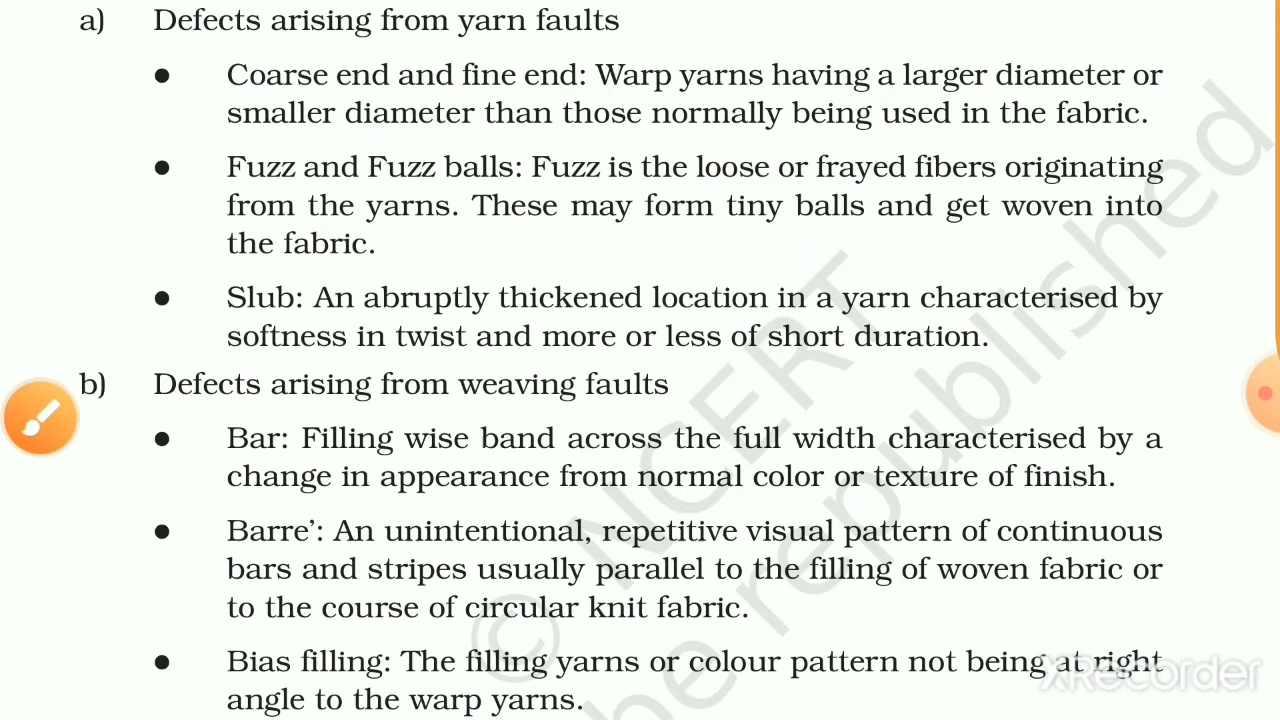 a) Defects arising from yarn faults
● Coarse end and fine end: Warp yarns having a larger diameter or
smaller diameter than those normally being used in the fabric.
● Fuzz and Fuzz balls: Fuzz is the loose or frayed fibers originating
from the yarns. These may form tiny balls and get woven into
the fabric.
● Slub: An abruptly thickened location in a yarn characterised by
softness in twist and more or less of short duration.
b) Defects arising from weaving faults
● Bar: Filling wise band across the full width characterised by a
change in appearance from normal color or texture of finish.
● Barre’: An unintentional, repetitive visual pattern of continuous
bars and stripes usually parallel to the filling of woven fabric or
to the course of circular knit fabric.
● Bias filling: The filling yarns or colour pattern not being at right
angle to the warp yarns.
© NCERT
be republished
XRecorder